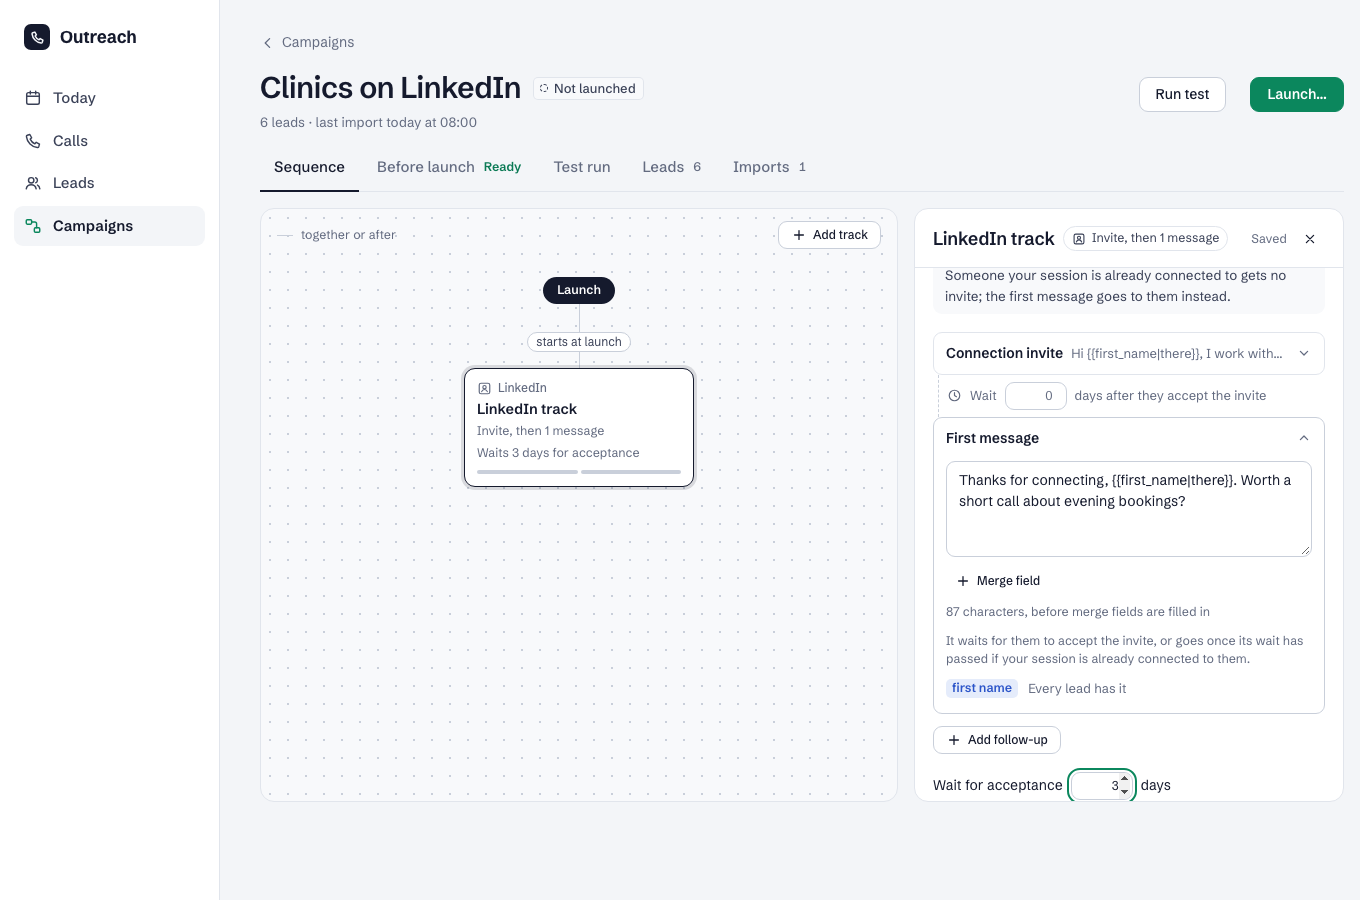 Outreach
Today
Calls
Leads
Campaigns
Campaigns
Clinics on LinkedIn
Not launched
Run test
Launch...
6 leads · last import today at 08:00
Sequence
Before launch Ready
Test run
Leads 6
Imports 1
together or after
Add track
Launch
starts at launch
LinkedIn
LinkedIn track
Invite, then 1 message
Waits 3 days for acceptance
LinkedIn track
Invite, then 1 message
Saved
Someone your session is already connected to gets no
invite; the first message goes to them instead.
Connection invite Hi {{first_name|there}}, I work with...
Wait 0 days after they accept the invite
First message
Thanks for connecting, {{first_name|there}}. Worth a
short call about evening bookings?
Merge field
87 characters, before merge fields are filled in
It waits for them to accept the invite, or goes once its wait has
passed if your session is already connected to them.
first name Every lead has it
Add follow-up
Wait for acceptance 3 days